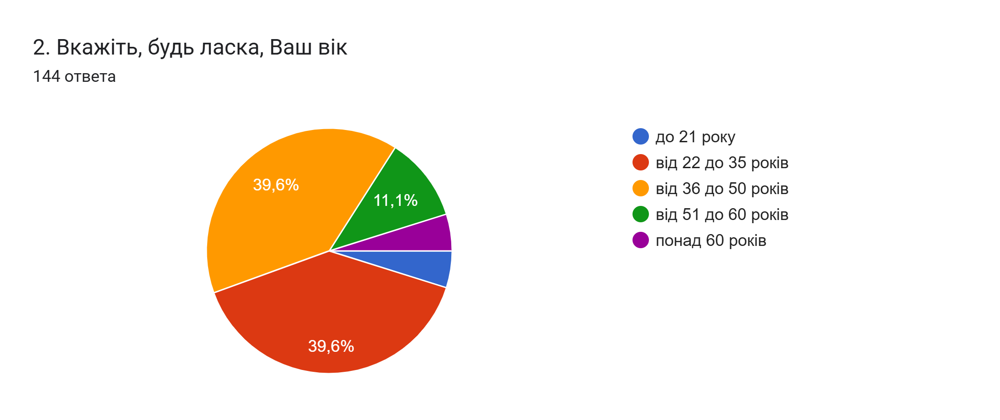 2. Вкажіть, будь ласка, Ваш вік
144 ответа
39,6%
11,1%
39,6%
до 21 року
від 22 до 35 років
від 36 до 50 років
від 51 до 60 років
понад 60 років